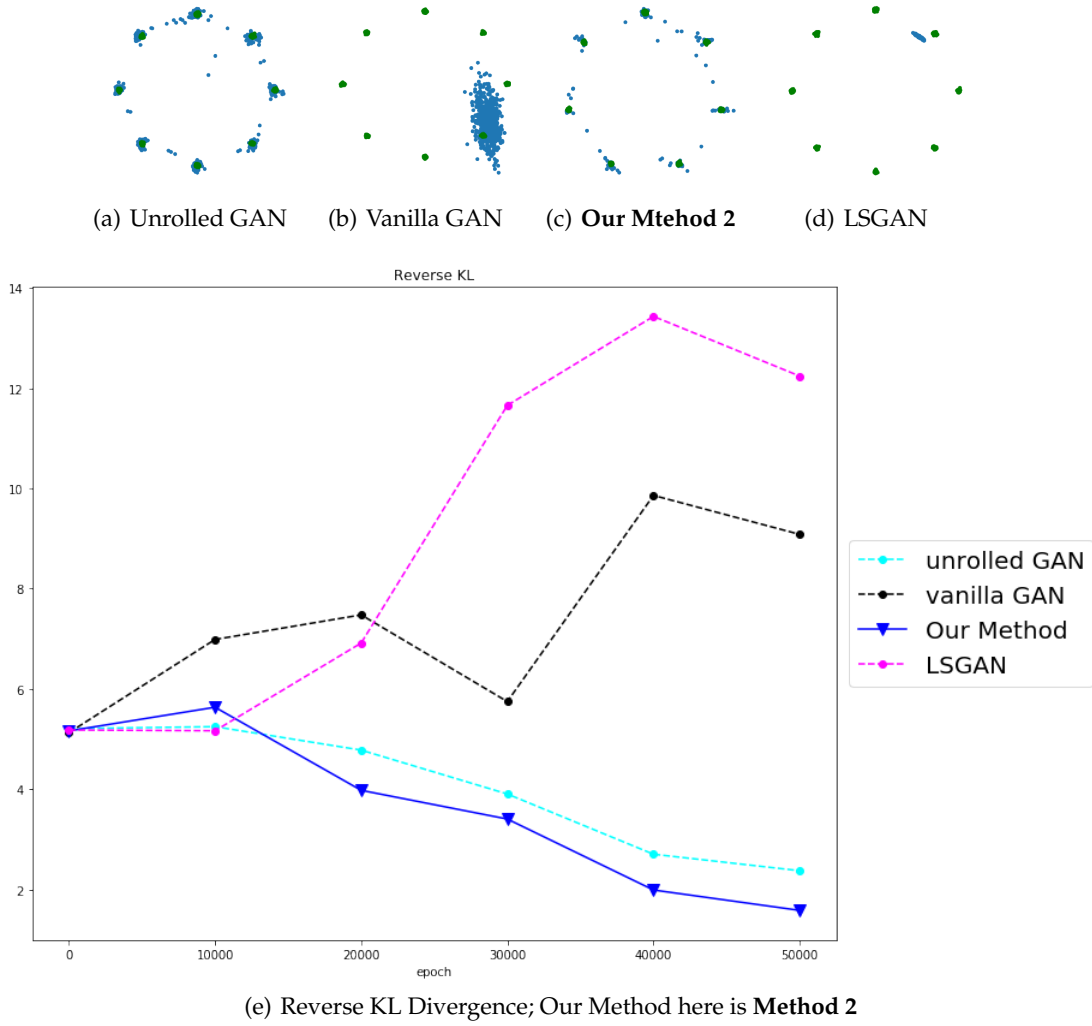 (a) Unrolled GAN
(b) Vanilla GAN
(c) Our Mtehod 2
(d) LSGAN
Reverse KL
14
12
10
8
6
4
2
0
10000
20000
30000
40000
50000
epoch
unrolled GAN
vanilla GAN
Our Method
LSGAN
(e) Reverse KL Divergence; Our Method here is Method 2